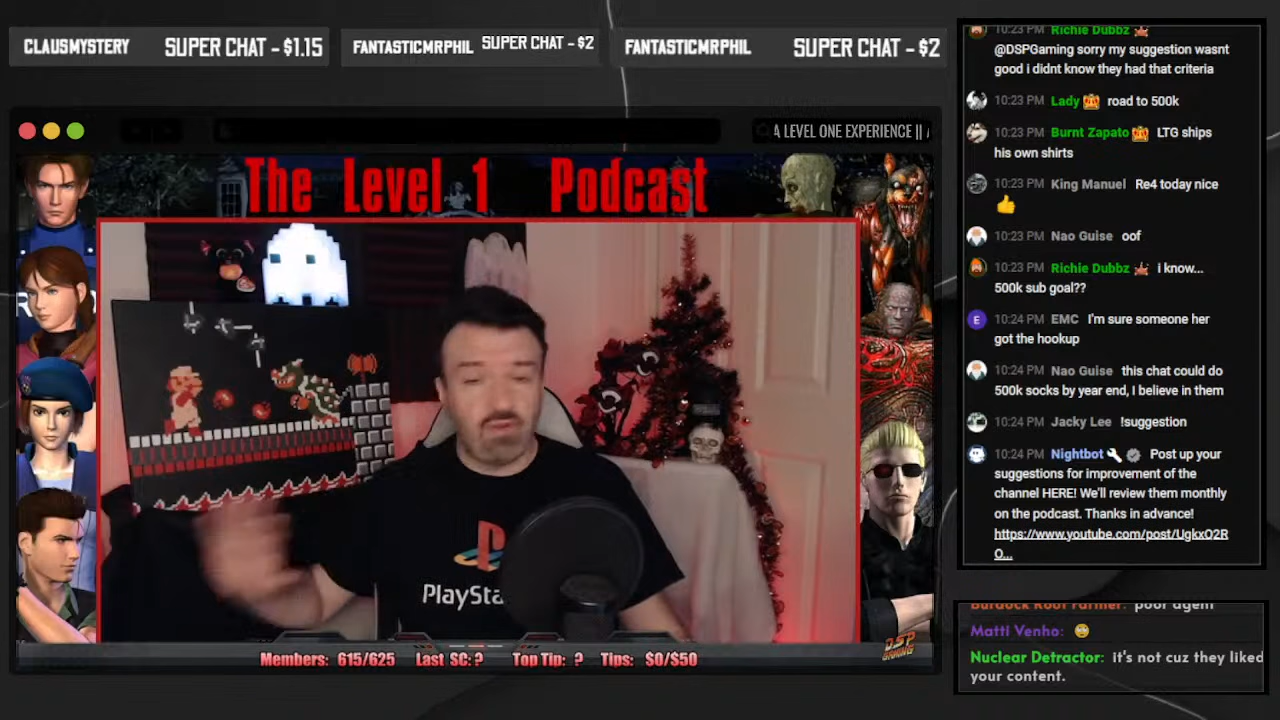 CLAUSMYSTERY SUPER CHAT - $1.15
FANTASTICMRPHIL SUPER CHAT - $2
FANTASTICMRPHIL SUPER CHAT - $2
A LEVEL ONE EXPERIENCE ||
The Level 1 Podcast
PlaySta
DSP
GAMING
Members: 615/625 Last SC: ? Top Tip: ? Tips: $0/$50
10:23 PM Richie Dubbz
@DSPGaming sorry my suggestion wasnt
good i didnt know they had that criteria
10:23 PM Lady road to 500k
10:23 PM Burnt Zapato LTG ships
his own shirts
10:23 PM King Manuel Re4 today nice
👍
10:23 PM Nao Guise oof
10:23 PM Richie Dubbz i know...
500k sub goal??
E 10:24 PM EMC I'm sure someone her
got the hookup
10:24 PM Nao Guise this chat could do
500k socks by year end, I believe in them
10:24 PM Jacky Lee !suggestion
10:24 PM Nightbot Post up your
suggestions for improvement of the
channel HERE! We'll review them monthly
on the podcast. Thanks in advance!
https://www.youtube.com/post/UgkxO2R
O...
Burdock Root Farmer: poor agent
Matti Venho:
Nuclear Detractor: it's not cuz they liked
your content.